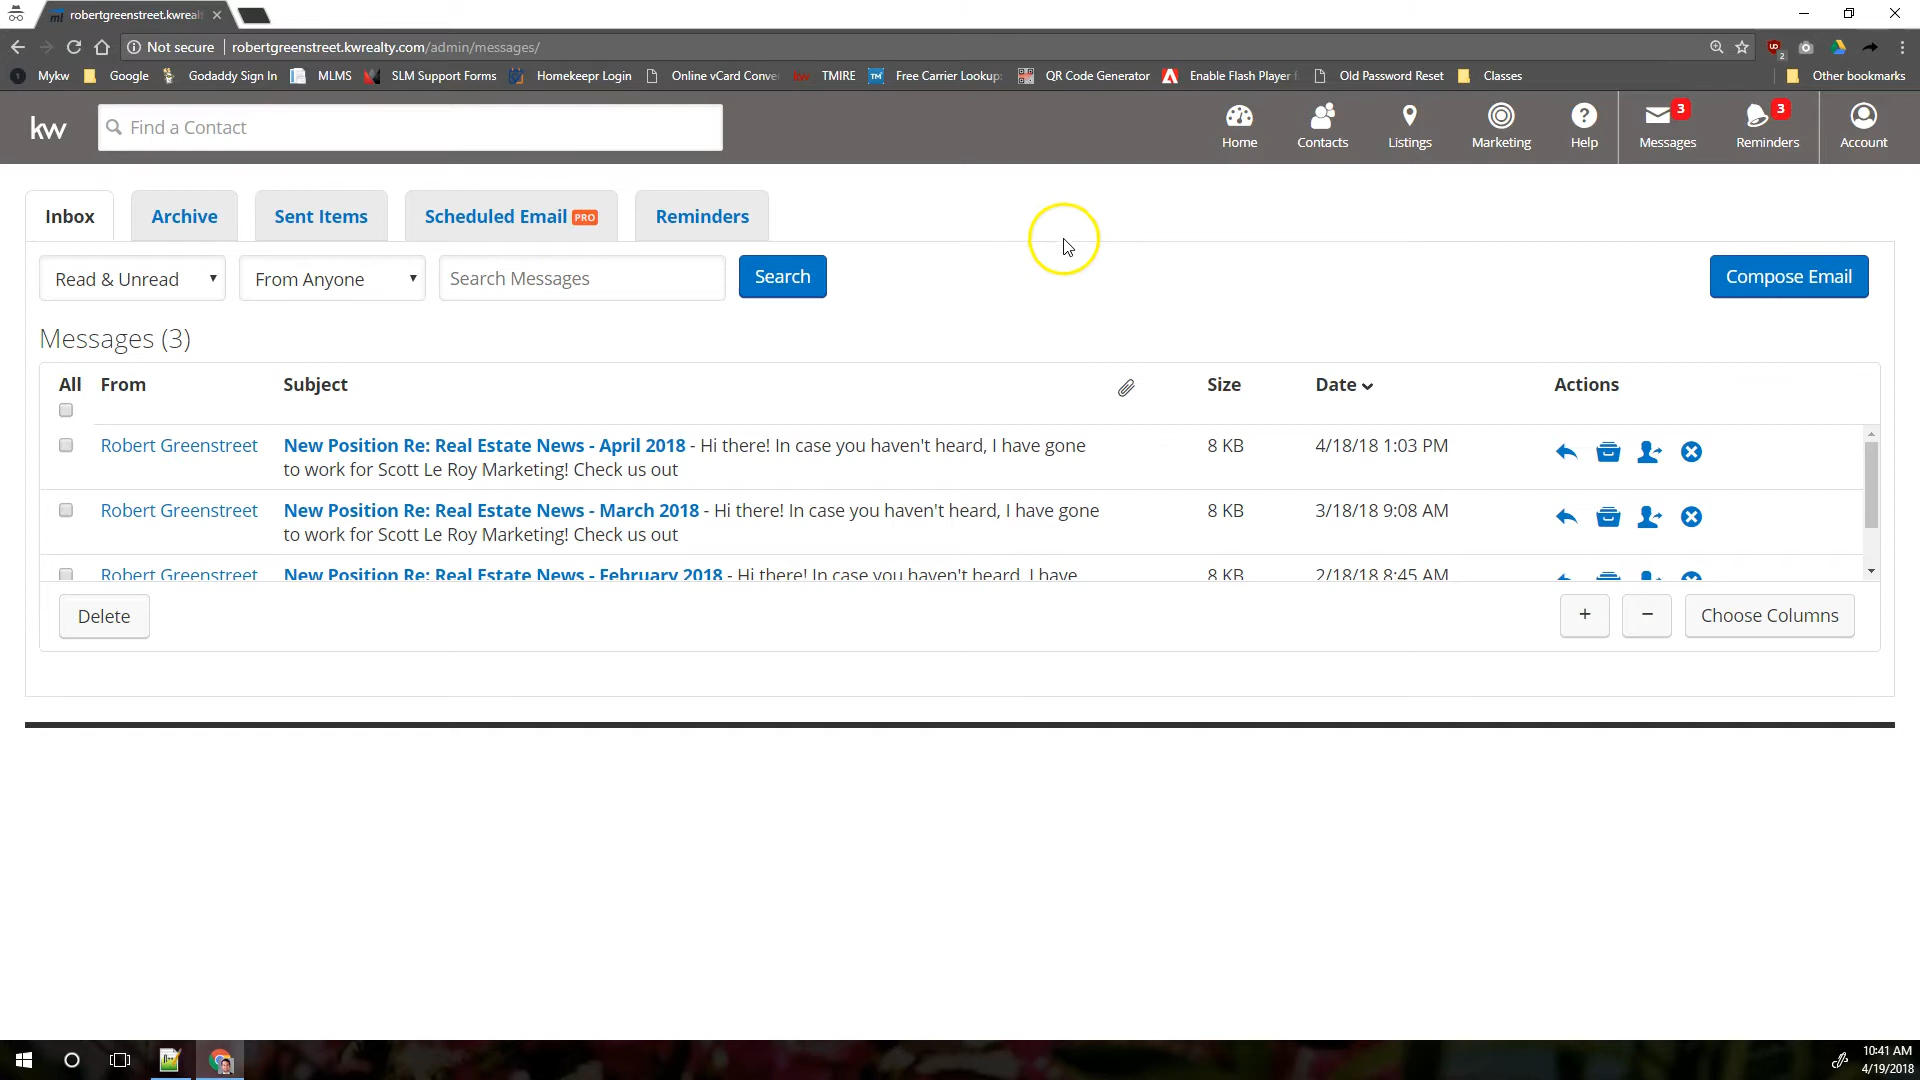 robertgreenstreet.kwrealt
Not secure | robertgreenstreet.kwrealty.com/admin/messages/
Mykw Google Godaddy Sign In MLMS SLM Support Forms Homekeepr Login Online vCard Conve TMIRE Free Carrier Lookup: QR Code Generator Enable Flash Player f Old Password Reset Classes Other bookmarks
kw Find a Contact Home Contacts Listings Marketing Help Messages 3 Reminders 3 Account
Inbox Archive Sent Items Scheduled Email PRO Reminders
Read & Unread From Anyone Search Messages Search Compose Email
Messages (3)
All From Subject Size Date Actions
Robert Greenstreet New Position Re: Real Estate News - April 2018 - Hi there! In case you haven't heard, I have gone 8 KB 4/18/18 1:03 PM
to work for Scott Le Roy Marketing! Check us out
Robert Greenstreet New Position Re: Real Estate News - March 2018 - Hi there! In case you haven't heard, I have gone 8 KB 3/18/18 9:08 AM
to work for Scott Le Roy Marketing! Check us out
Robert Greenstreet New Position Re: Real Estate News - February 2018 - Hi there! In case you haven't heard, I have 8 KB 2/18/18 8:45 AM
Delete + − Choose Columns
10:41 AM
4/19/2018